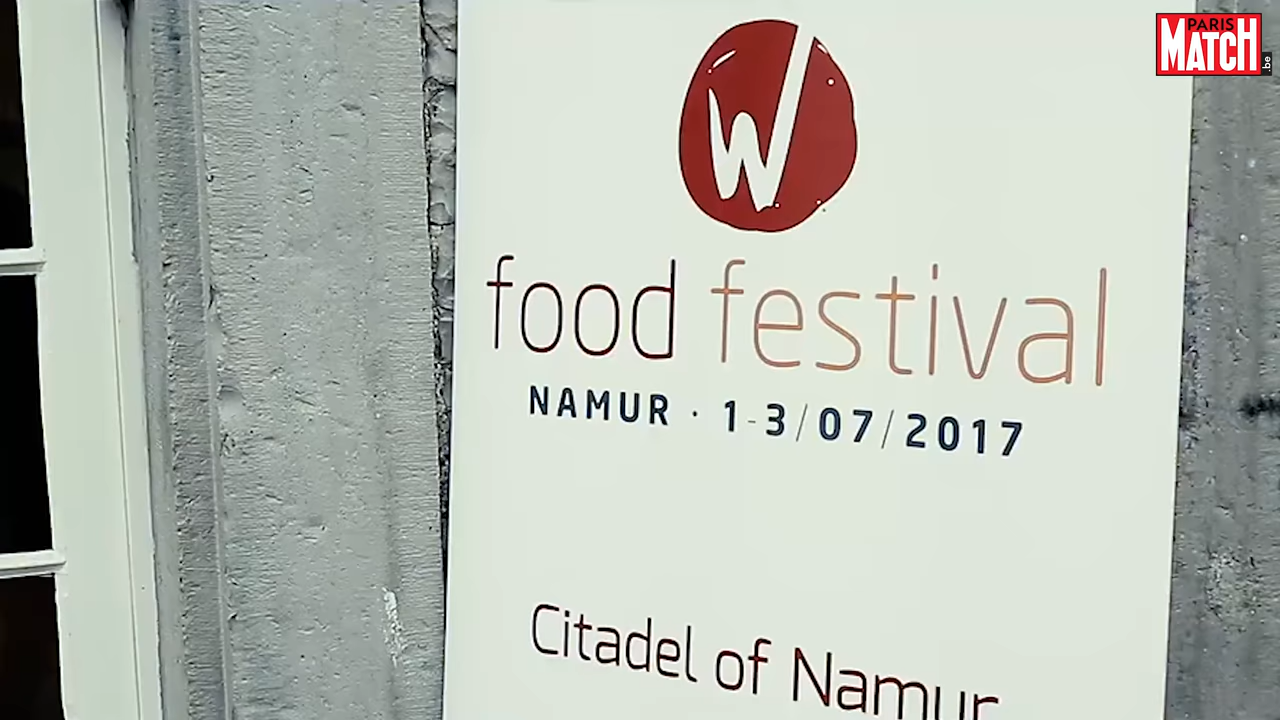 PARIS
MATCH
.be
W
food festival
NAMUR · 1-3/07/2017
Citadel of Namur